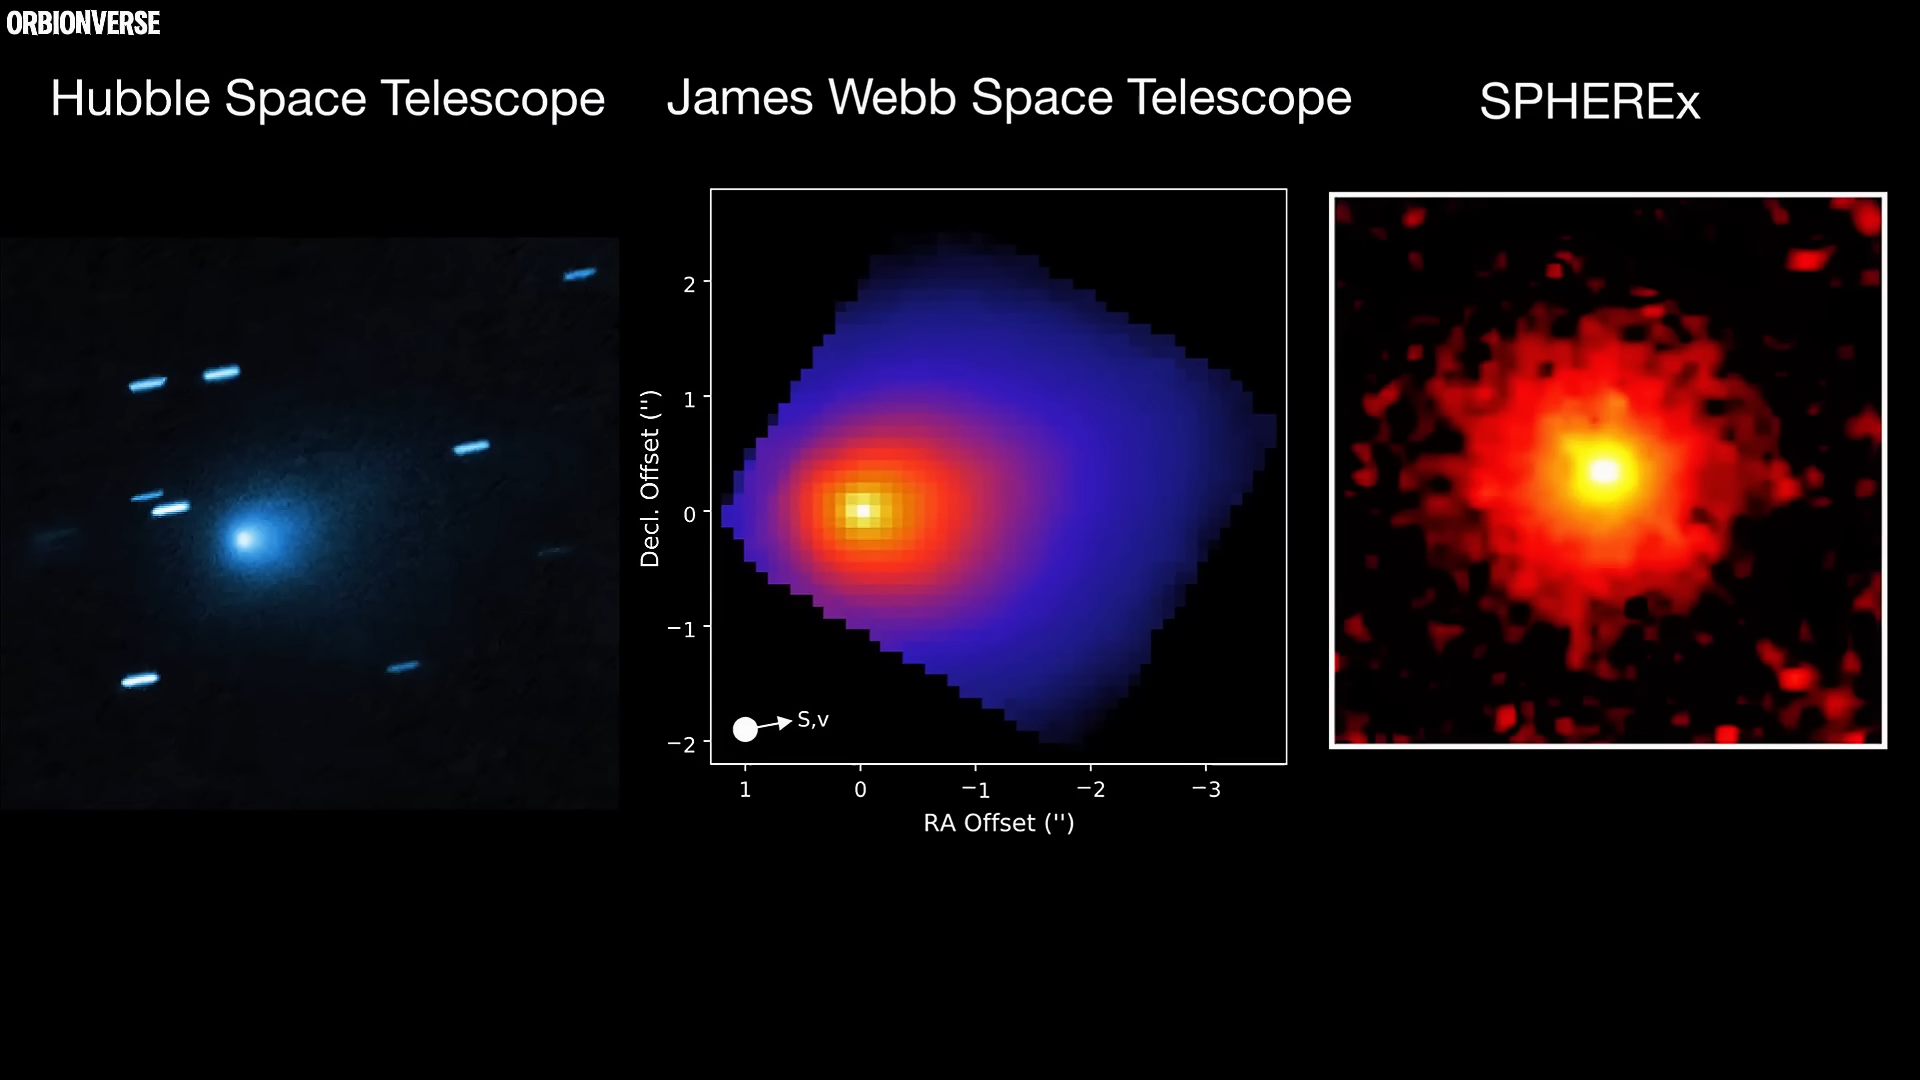 ORBIONVERSE
Hubble Space Telescope
James Webb Space Telescope
SPHEREx
Decl. Offset ('')
2
1
0
−1
−2
S,v
1
0
−1
−2
−3
RA Offset ('')